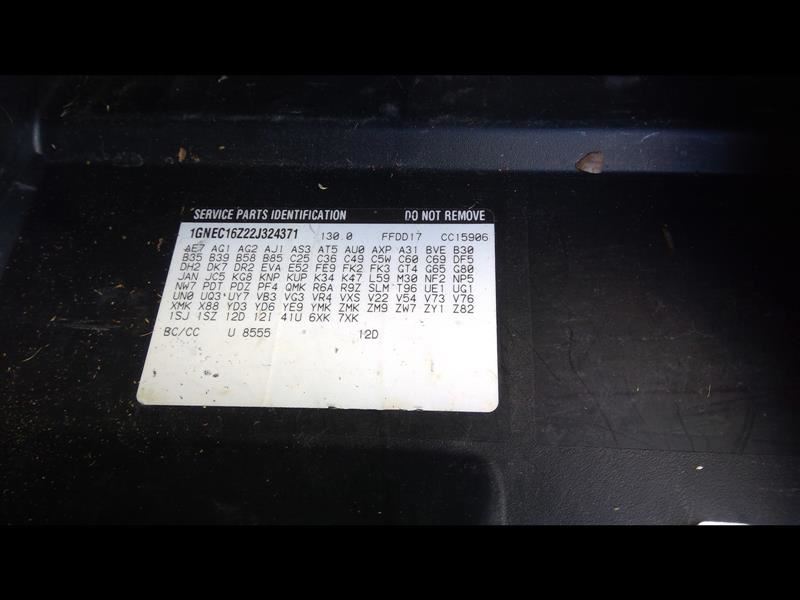 SERVICE PARTS IDENTIFICATION DO NOT REMOVE
1GNEC16Z22J324371 130.0 FFDD17 CC15906
AE7 AG1 AG2 AJ1 AS3 AT5 AU0 AXP A31 BVE B30
B35 B39 B58 B85 C25 C36 C49 C5W C60 C69 DF5
DH2 DK7 DR2 EVA E52 FE9 FK2 FK3 GT4 G65 G80
JAN JC5 KG8 KNP KUP K34 K47 L59 M30 NF2 NP5
NW7 PDT PDZ PF4 QMK R6A R9Z SLM T96 UE1 UG1
UN0 UQ3 UY7 VB3 VG3 VR4 VXS V22 V54 V73 V76
XMK X88 YD3 YD6 YE9 YMK ZMK ZM9 ZW7 ZY1 Z82
1SJ 1SZ 12D 12I 41U 6XK 7XK
BC/CC U 8555 12D